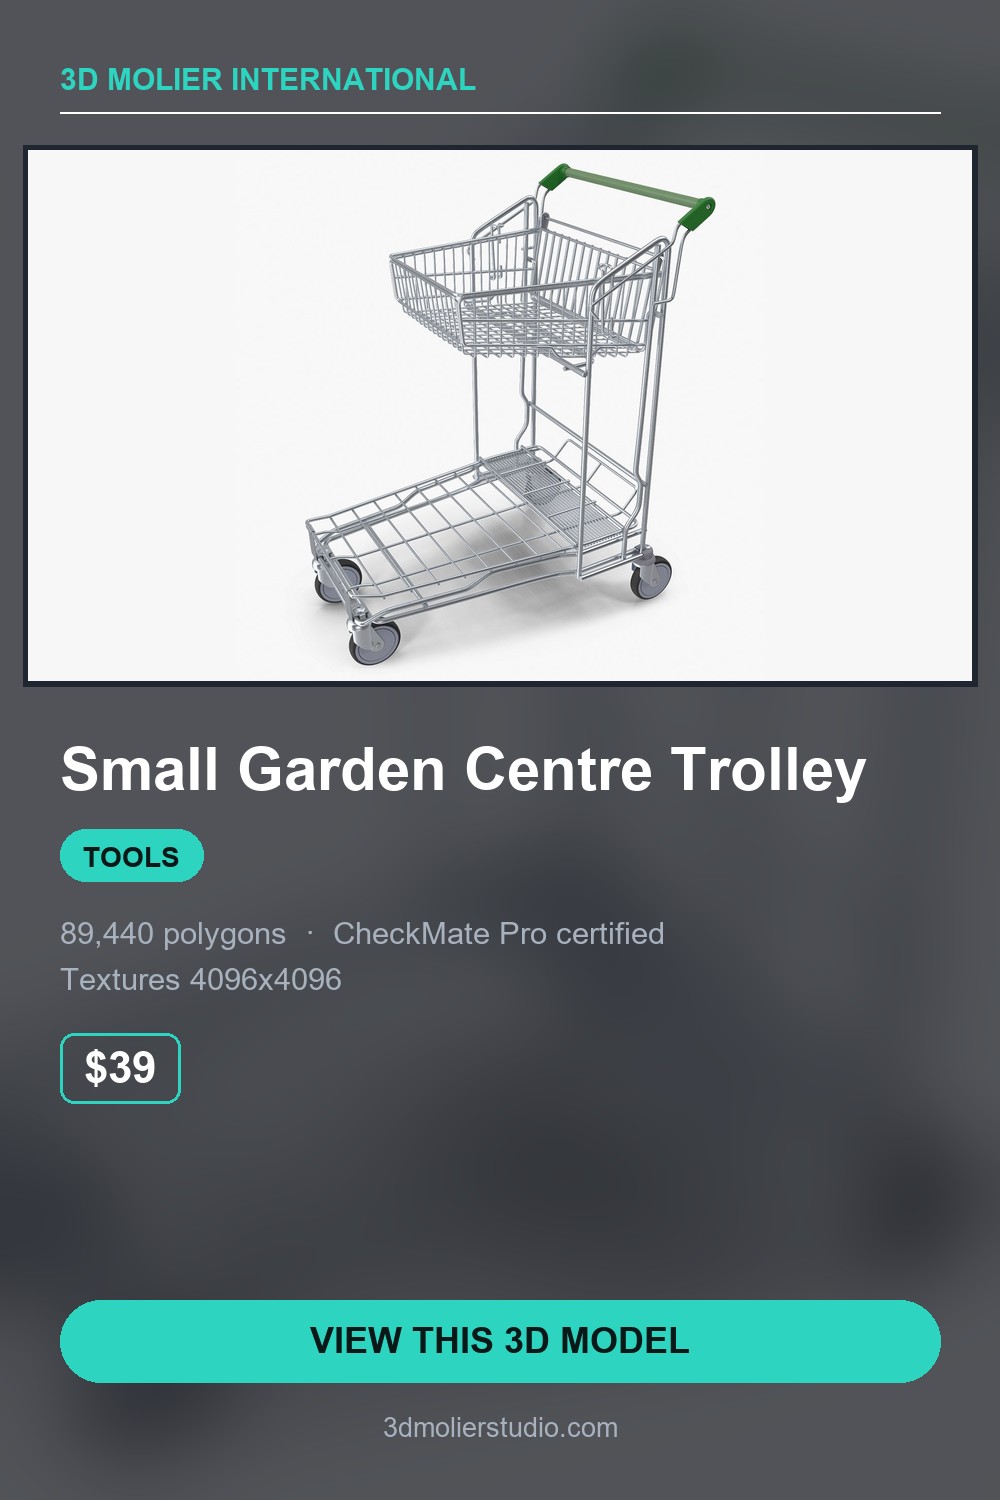 3D MOLIER INTERNATIONAL
Small Garden Centre Trolley
TOOLS
89,440 polygons · CheckMate Pro certified
Textures 4096x4096
$39
VIEW THIS 3D MODEL
3dmolierstudio.com